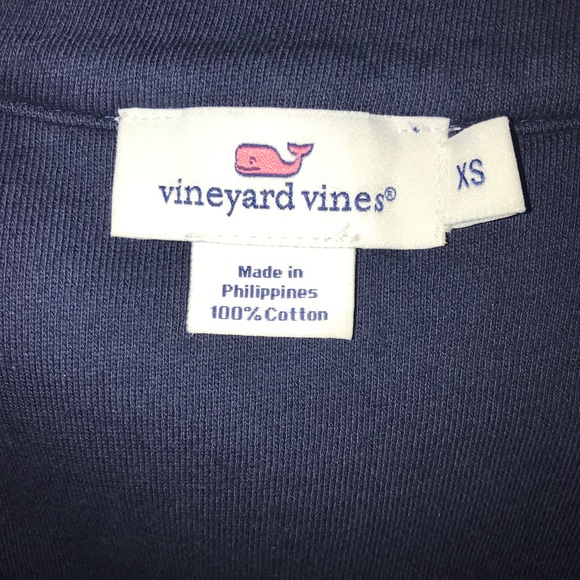 vineyard vines®
XS
Made in
Philippines
100% Cotton